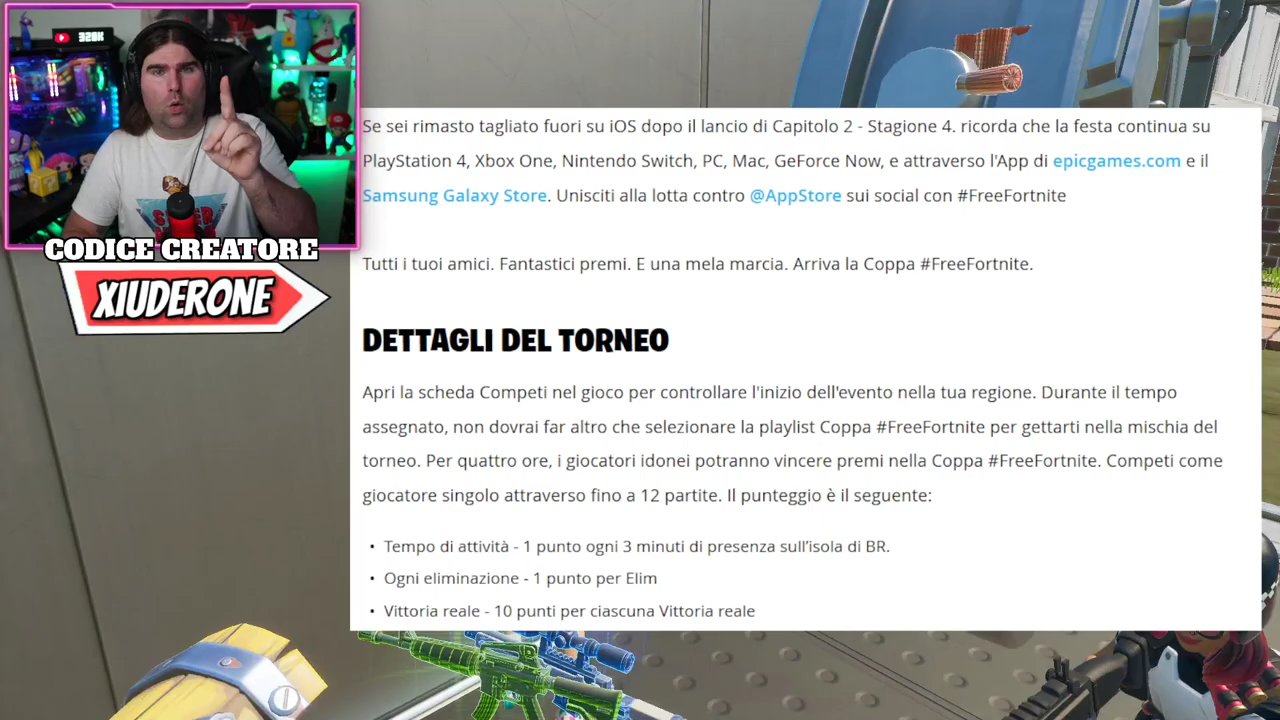 328K
CODICE CREATORE
XIUDERONE
Se sei rimasto tagliato fuori su iOS dopo il lancio di Capitolo 2 - Stagione 4. ricorda che la festa continua su
PlayStation 4, Xbox One, Nintendo Switch, PC, Mac, GeForce Now, e attraverso l'App di epicgames.com e il
Samsung Galaxy Store. Unisciti alla lotta contro @AppStore sui social con #FreeFortnite
Tutti i tuoi amici. Fantastici premi. E una mela marcia. Arriva la Coppa #FreeFortnite.
DETTAGLI DEL TORNEO
Apri la scheda Competi nel gioco per controllare l'inizio dell'evento nella tua regione. Durante il tempo
assegnato, non dovrai far altro che selezionare la playlist Coppa #FreeFortnite per gettarti nella mischia del
torneo. Per quattro ore, i giocatori idonei potranno vincere premi nella Coppa #FreeFortnite. Competi come
giocatore singolo attraverso fino a 12 partite. Il punteggio è il seguente:
• Tempo di attività - 1 punto ogni 3 minuti di presenza sull'isola di BR.
• Ogni eliminazione - 1 punto per Elim
• Vittoria reale - 10 punti per ciascuna Vittoria reale